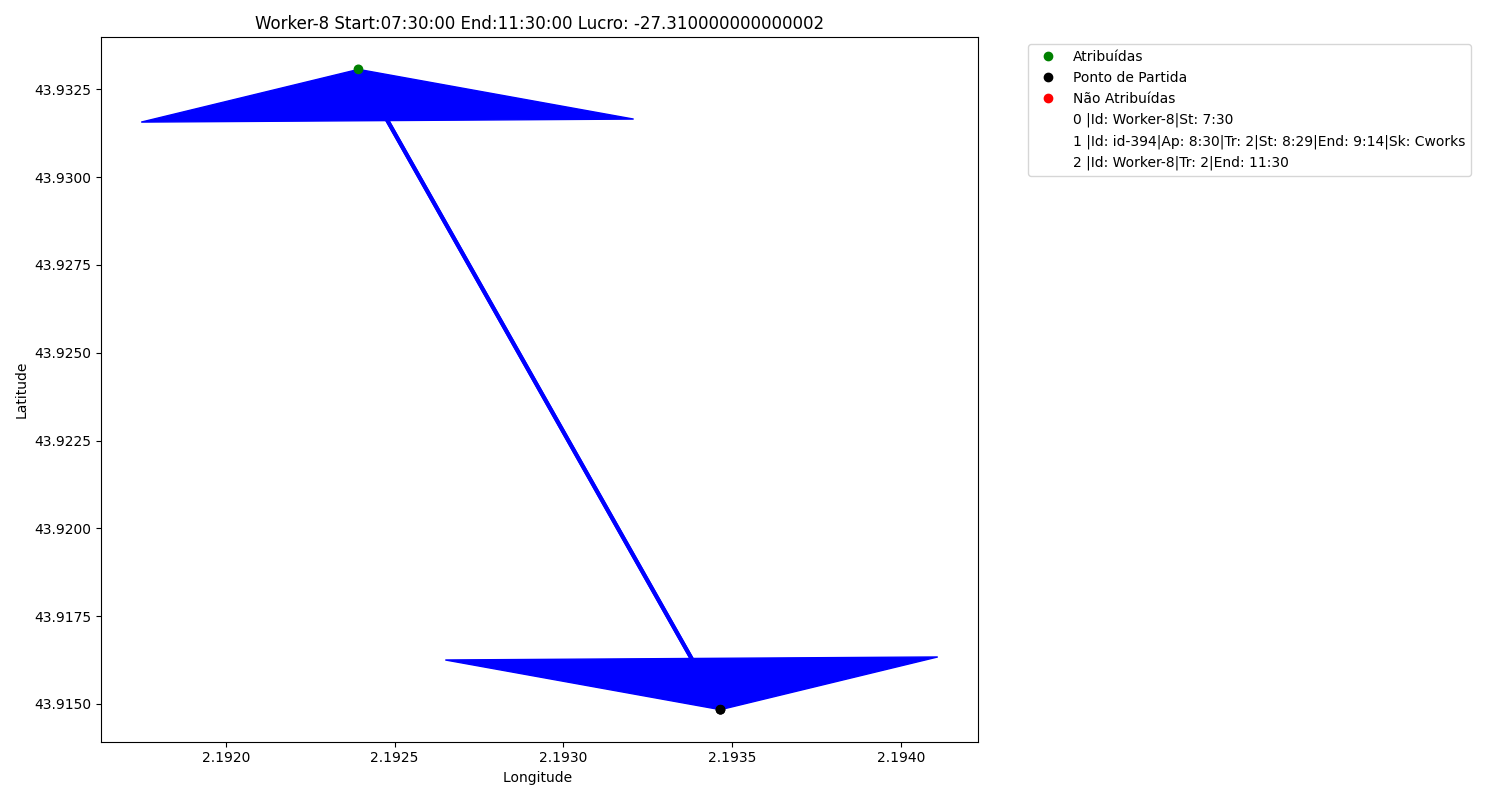 Worker-8 Start:07:30:00 End:11:30:00 Lucro: -27.310000000000002
Atribuídas
Ponto de Partida
Não Atribuídas
0 |Id: Worker-8|St: 7:30
1 |Id: id-394|Ap: 8:30|Tr: 2|St: 8:29|End: 9:14|Sk: Cworks
2 |Id: Worker-8|Tr: 2|End: 11:30
Latitude
43.9325
43.9300
43.9275
43.9250
43.9225
43.9200
43.9175
43.9150
2.1920
2.1925
2.1930
2.1935
2.1940
Longitude